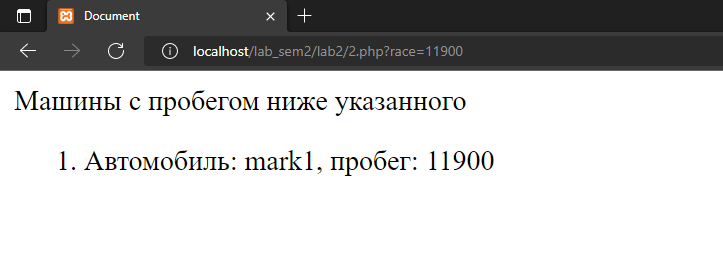 Document
localhost/lab_sem2/lab2/2.php?race=11900
Машины с пробегом ниже указанного
1. Автомобиль: mark1, пробег: 11900